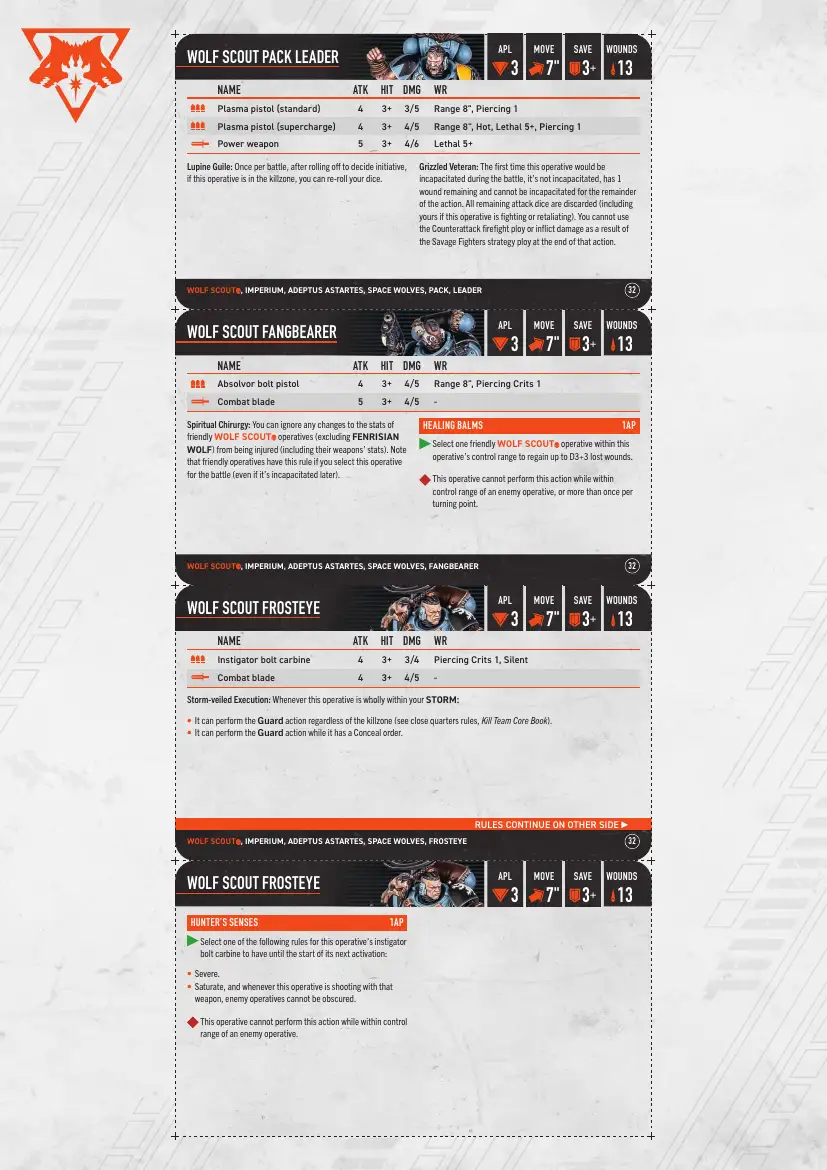 WOLF SCOUT PACK LEADER
APL MOVE SAVE WOUNDS
3 7" 3+ 13
NAME ATK HIT DMG WR
Plasma pistol (standard) 4 3+ 3/5 Range 8", Piercing 1
Plasma pistol (supercharge) 4 3+ 4/5 Range 8", Hot, Lethal 5+, Piercing 1
Power weapon 5 3+ 4/6 Lethal 5+
Lupine Guile: Once per battle, after rolling off to decide initiative,
if this operative is in the killzone, you can re-roll your dice.
Grizzled Veteran: The first time this operative would be
incapacitated during the battle, it's not incapacitated, has 1
wound remaining and cannot be incapacitated for the remainder
of the action. All remaining attack dice are discarded (including
yours if this operative is fighting or retaliating). You cannot use
the Counterattack firefight ploy or inflict damage as a result of
the Savage Fighters strategy ploy at the end of that action.
WOLF SCOUT, IMPERIUM, ADEPTUS ASTARTES, SPACE WOLVES, PACK, LEADER 32
WOLF SCOUT FANGBEARER
APL MOVE SAVE WOUNDS
3 7" 3+ 13
NAME ATK HIT DMG WR
Absolvor bolt pistol 4 3+ 4/5 Range 8", Piercing Crits 1
Combat blade 5 3+ 4/5 -
Spiritual Chirurgy: You can ignore any changes to the stats of
friendly WOLF SCOUT operatives (excluding FENRISIAN
WOLF) from being injured (including their weapons' stats). Note
that friendly operatives have this rule if you select this operative
for the battle (even if it's incapacitated later).
HEALING BALMS 1AP
Select one friendly WOLF SCOUT operative within this
operative's control range to regain up to D3+3 lost wounds.
This operative cannot perform this action while within
control range of an enemy operative, or more than once per
turning point.
WOLF SCOUT, IMPERIUM, ADEPTUS ASTARTES, SPACE WOLVES, FANGBEARER 32
WOLF SCOUT FROSTEYE
APL MOVE SAVE WOUNDS
3 7" 3+ 13
NAME ATK HIT DMG WR
Instigator bolt carbine 4 3+ 3/4 Piercing Crits 1, Silent
Combat blade 4 3+ 4/5 -
Storm-veiled Execution: Whenever this operative is wholly within your STORM:
• It can perform the Guard action regardless of the killzone (see close quarters rules, Kill Team Core Book).
• It can perform the Guard action while it has a Conceal order.
RULES CONTINUE ON OTHER SIDE ▶
WOLF SCOUT, IMPERIUM, ADEPTUS ASTARTES, SPACE WOLVES, FROSTEYE 32
WOLF SCOUT FROSTEYE
APL MOVE SAVE WOUNDS
3 7" 3+ 13
HUNTER'S SENSES 1AP
Select one of the following rules for this operative's instigator
bolt carbine to have until the start of its next activation:
• Severe.
• Saturate, and whenever this operative is shooting with that
weapon, enemy operatives cannot be obscured.
This operative cannot perform this action while within control
range of an enemy operative.